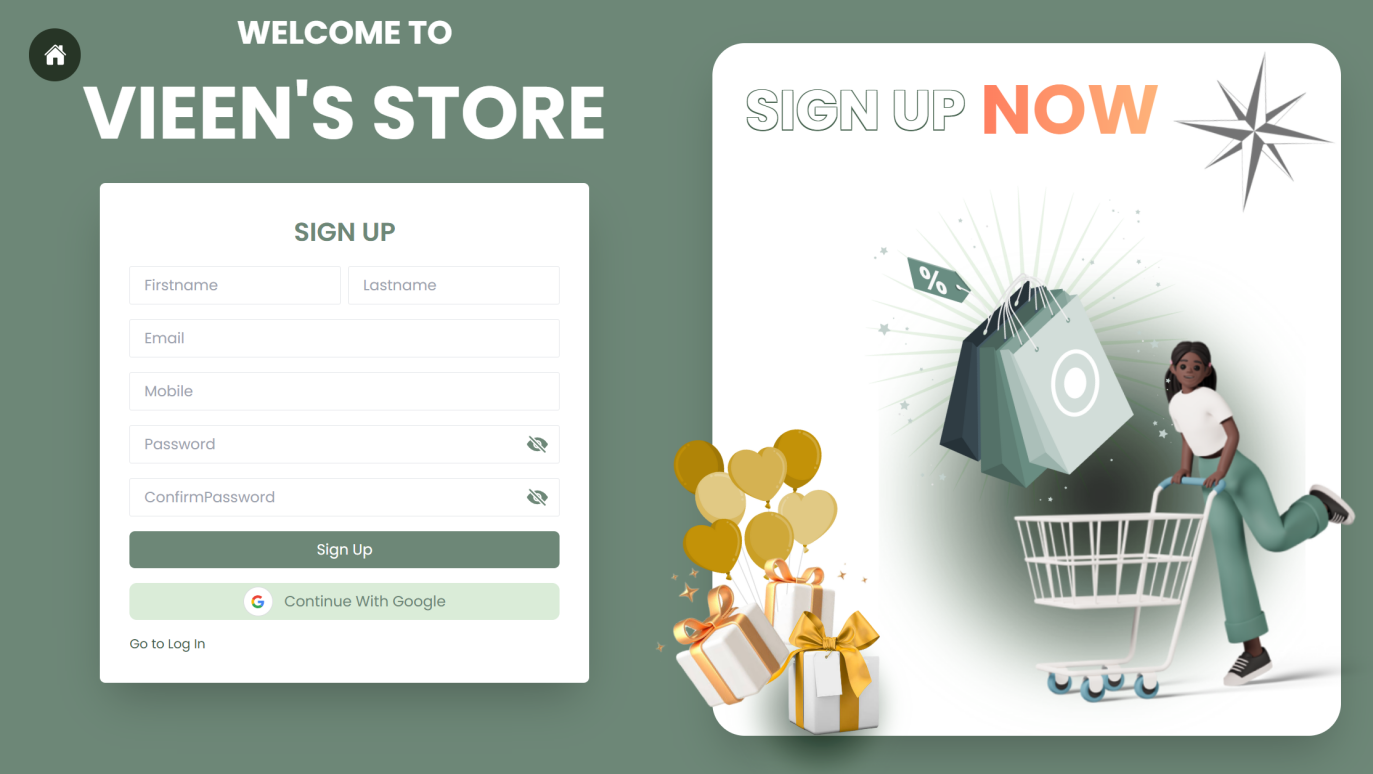 WELCOME TO
VIEEN'S STORE
SIGN UP
Firstname Lastname
Email
Mobile
Password
ConfirmPassword
Sign Up
G Continue With Google
Go to Log In
SIGN UP NOW
%